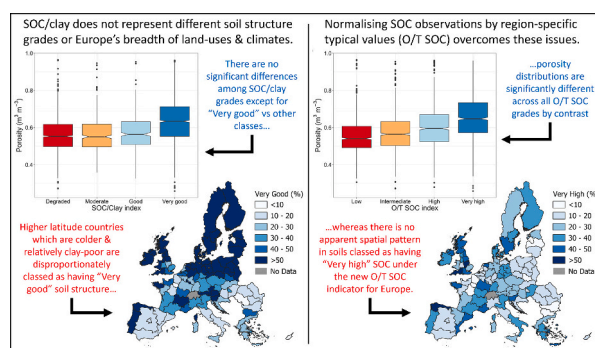 SOC/clay does not represent different soil structure
grades or Europe's breadth of land-uses & climates.
There are no
significant differences
among SOC/clay
grades except for
"Very good" vs other
classes...
Porosity (m³ m⁻³)
1.0
0.8
0.6
0.4
Degraded Moderate Good Very good
SOC/Clay index
Higher latitude countries
which are colder &
relatively clay-poor are
disproportionately
classed as having "Very
good" soil structure...
Very Good (%)
<10
10 - 20
20 - 30
30 - 40
40 - 50
>50
No Data
Normalising SOC observations by region-specific
typical values (O/T SOC) overcomes these issues.
...porosity
distributions are
significantly different
across all O/T SOC
grades by contrast
Porosity (m³ m⁻³)
1.0
0.8
0.6
0.4
Low Intermediate High Very high
O/T SOC index
...whereas there is no
apparent spatial pattern
in soils classed as having
"Very high" SOC under
the new O/T SOC
indicator for Europe.
Very High (%)
<10
10 - 20
20 - 30
30 - 40
40 - 50
>50
No Data